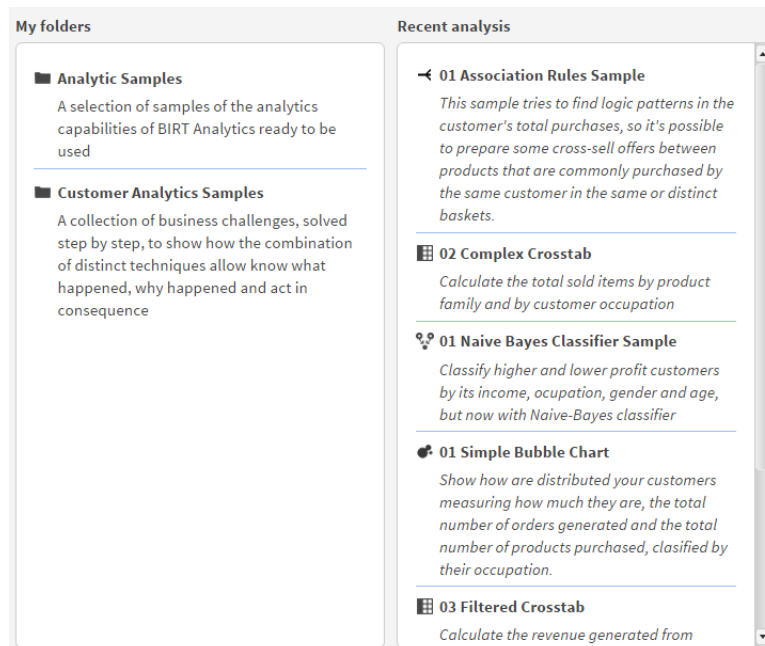 My folders
Analytic Samples
A selection of samples of the analytics
capabilities of BIRT Analytics ready to be
used
Customer Analytics Samples
A collection of business challenges, solved
step by step, to show how the combination
of distinct techniques allow know what
happened, why happened and act in
consequence
Recent analysis
01 Association Rules Sample
This sample tries to find logic patterns in the
customer's total purchases, so it's possible
to prepare some cross-sell offers between
products that are commonly purchased by
the same customer in the same or distinct
baskets.
02 Complex Crosstab
Calculate the total sold items by product
family and by customer occupation
01 Naive Bayes Classifier Sample
Classify higher and lower profit customers
by its income, ocupation, gender and age,
but now with Naive-Bayes classifier
01 Simple Bubble Chart
Show how are distributed your customers
measuring how much they are, the total
number of orders generated and the total
number of products purchased, clasified by
their occupation.
03 Filtered Crosstab
Calculate the revenue generated from